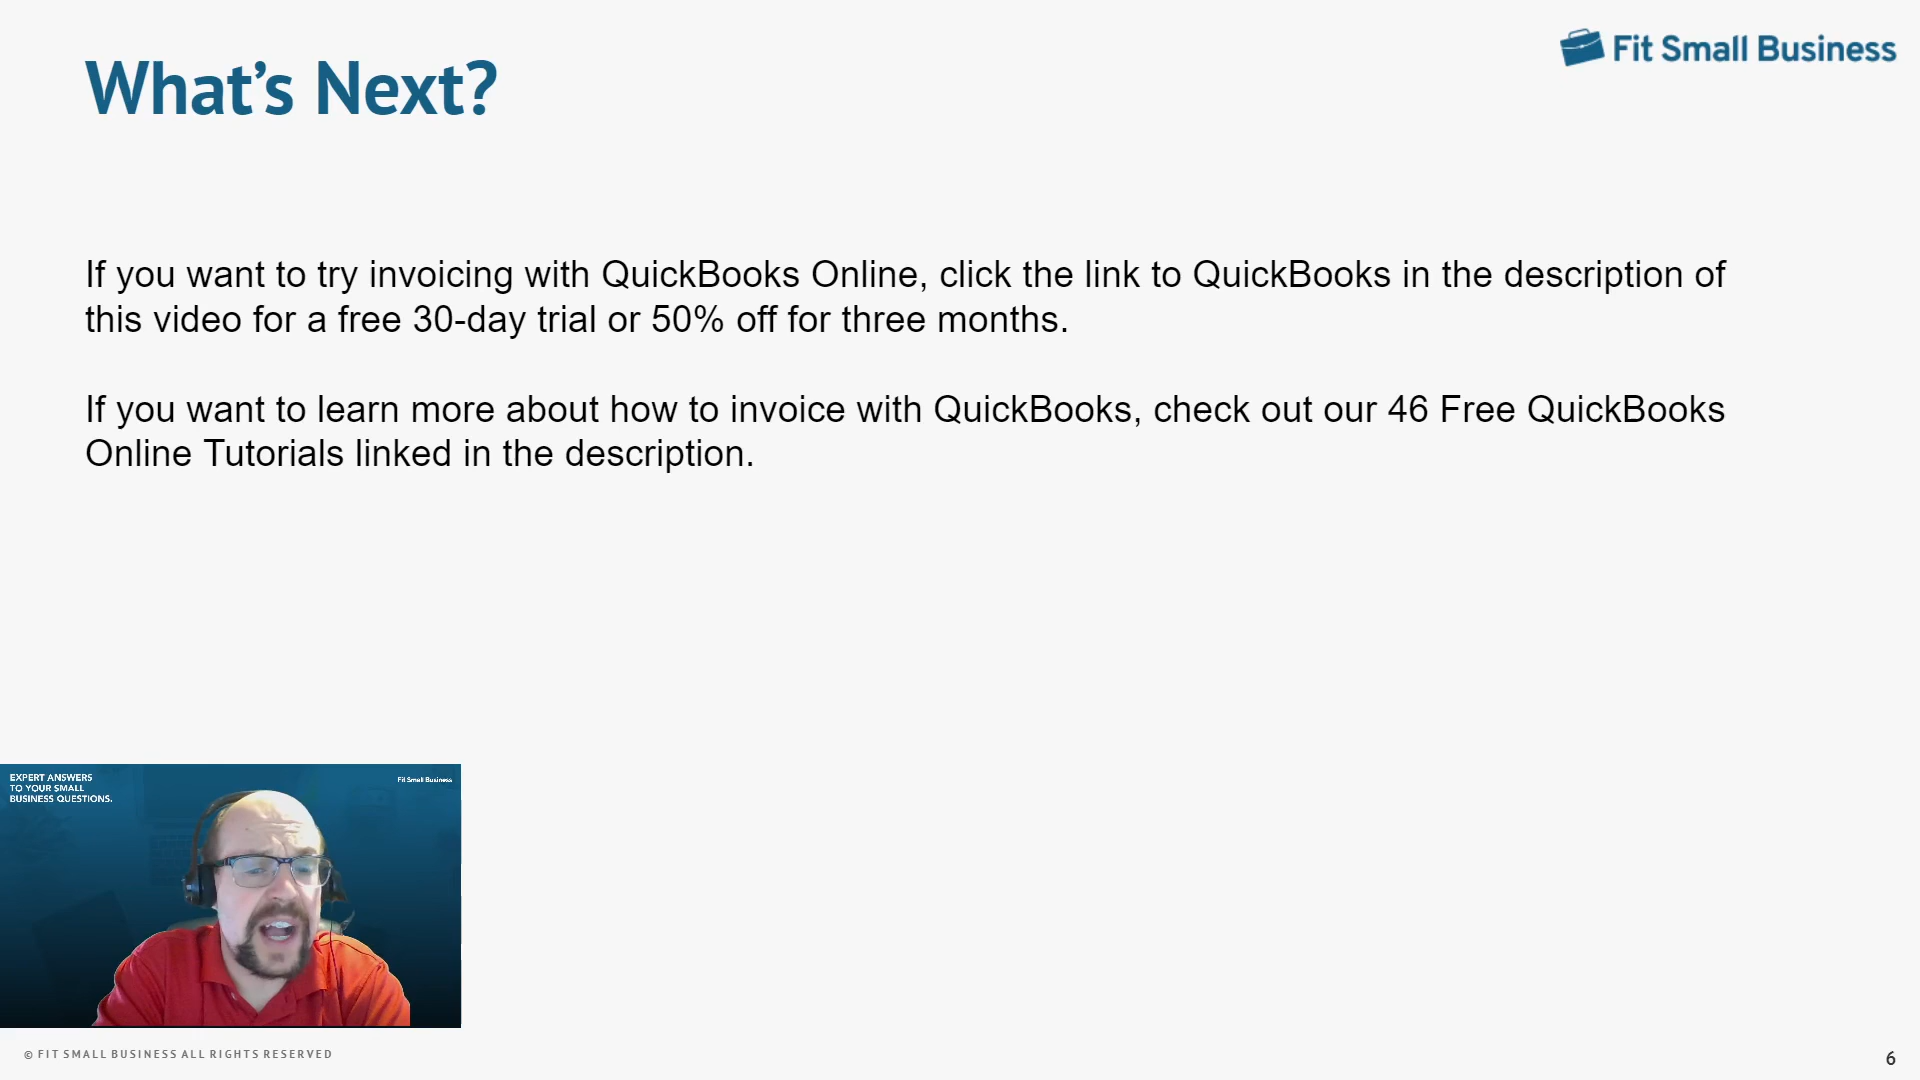 What's Next?
Fit Small Business
If you want to try invoicing with QuickBooks Online, click the link to QuickBooks in the description of
this video for a free 30-day trial or 50% off for three months.
If you want to learn more about how to invoice with QuickBooks, check out our 46 Free QuickBooks
Online Tutorials linked in the description.
EXPERT ANSWERS
TO YOUR SMALL
BUSINESS QUESTIONS.
Fit Small Business
© FIT SMALL BUSINESS ALL RIGHTS RESERVED
6